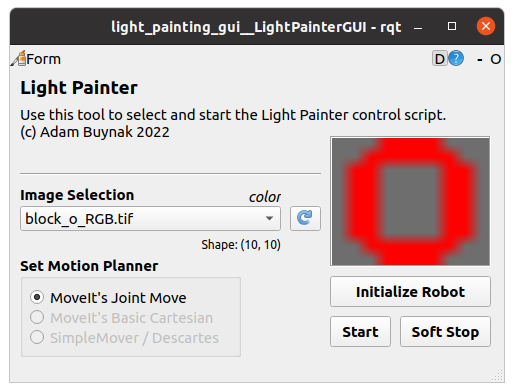 light_painting_gui__LightPainterGUI - rqt
Form
D ? - O
Light Painter
Use this tool to select and start the Light Painter control script.
(c) Adam Buynak 2022
Image Selection
color
block_o_RGB.tif
Shape: (10, 10)
Set Motion Planner
MoveIt's Joint Move
MoveIt's Basic Cartesian
SimpleMover / Descartes
Initialize Robot
Start
Soft Stop